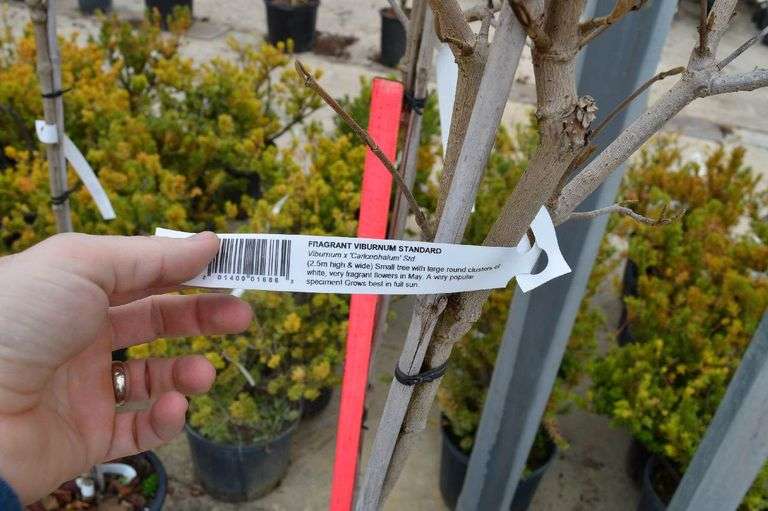 FRAGRANT VIBURNUM STANDARD
Viburnum x 'Carlcephalum' Std
(2.5m high & wide) Small tree with large round clusters of
white, very fragrant flowers in May. A very popular
specimen! Grows best in full sun.